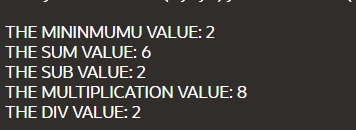 THE MININMUMU VALUE: 2
THE SUM VALUE: 6
THE SUB VALUE: 2
THE MULTIPLICATION VALUE: 8
THE DIV VALUE: 2